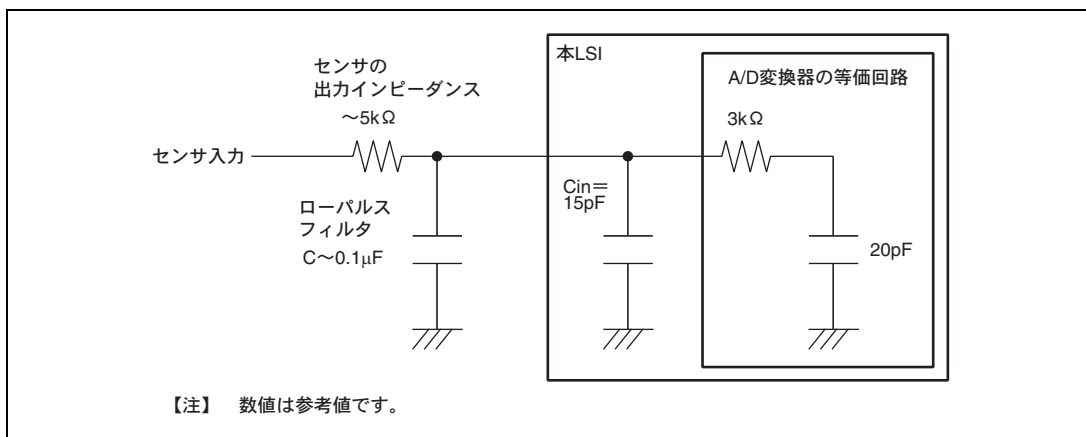 本LSI
センサの
出力インピーダンス
～5kΩ
A/D変換器の等価回路
3kΩ
センサ入力
ローパルス
フィルタ
C～0.1μF
Cin＝
15pF
20pF
【注】 数値は参考値です。